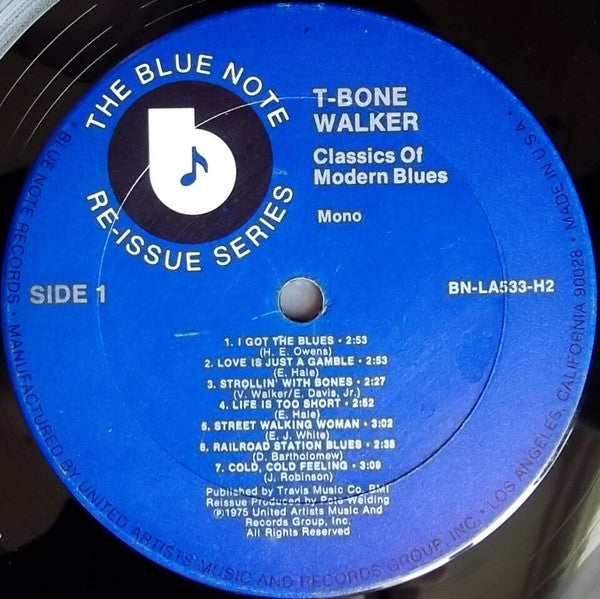 THE BLUE NOTE
RE-ISSUE SERIES
b
T-BONE
WALKER
Classics Of
Modern Blues
Mono
SIDE 1
BN-LA533-H2
1. I GOT THE BLUES • 2:53
(H. E. Owens)
2. LOVE IS JUST A GAMBLE • 2:53
(E. Hale)
3. STROLLIN' WITH BONES • 2:27
(V. Walker/E. Davis, Jr.)
4. LIFE IS TOO SHORT • 2:52
(E. Hale)
5. STREET WALKING WOMAN • 3:02
(E. J. White)
6. RAILROAD STATION BLUES • 2:38
(D. Bartholomew)
7. COLD, COLD FEELING • 3:09
(J. Robinson)
Published by Travis Music Co. BMI
Reissue Produced by Pete Welding
℗1975 United Artists Music And
Records Group, Inc.
All Rights Reserved
• BLUE NOTE RECORDS • MANUFACTURED BY UNITED ARTISTS MUSIC AND RECORDS GROUP, INC. • LOS ANGELES, CALIFORNIA 90028 • MADE IN U.S.A.